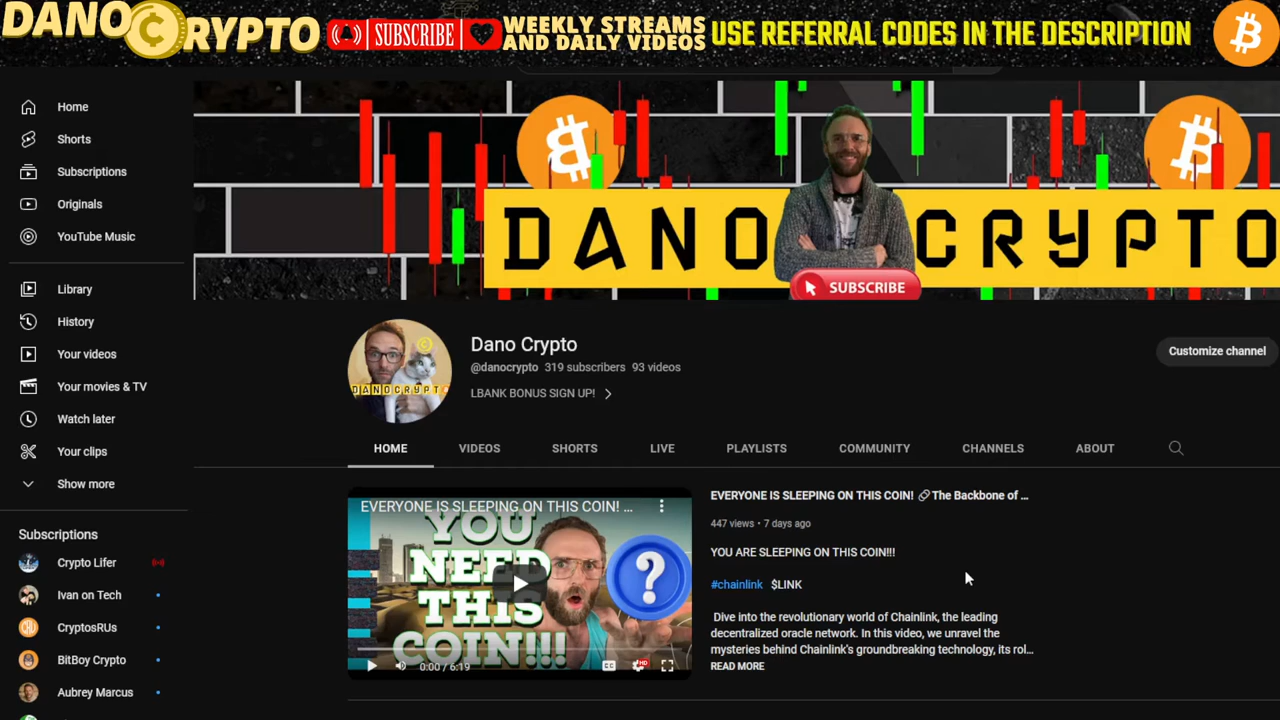 DANO CRYPTO
SUBSCRIBE
WEEKLY STREAMS
AND DAILY VIDEOS
USE REFERRAL CODES IN THE DESCRIPTION
Home
Shorts
Subscriptions
Originals
YouTube Music
Library
History
Your videos
Your movies & TV
Watch later
Your clips
Show more
Subscriptions
Crypto Lifer
Ivan on Tech
CryptosRUs
BitBoy Crypto
Aubrey Marcus
DANO CRYPTO
SUBSCRIBE
DANOCRYPTO
Dano Crypto
@danocrypto 319 subscribers 93 videos
LBANK BONUS SIGN UP!
Customize channel
HOME VIDEOS SHORTS LIVE PLAYLISTS COMMUNITY CHANNELS ABOUT
EVERYONE IS SLEEPING ON THIS COIN! ...
YOU
NEED
THIS
COIN!!!
?
0:00 / 6:19
CC
HD
EVERYONE IS SLEEPING ON THIS COIN! 🔗The Backbone of ...
447 views • 7 days ago
YOU ARE SLEEPING ON THIS COIN!!!
#chainlink $LINK
Dive into the revolutionary world of Chainlink, the leading
decentralized oracle network. In this video, we unravel the
mysteries behind Chainlink's groundbreaking technology, its rol...
READ MORE